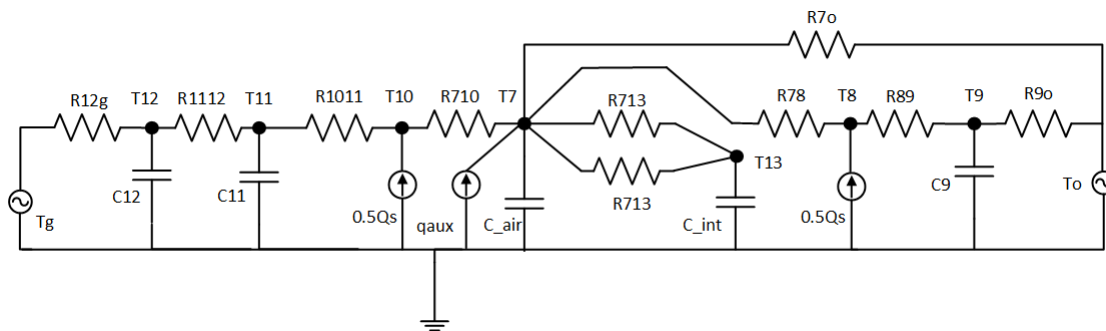 R7o
R12g
T12
R1112
T11
R1011
T10
R710
T7
R713
R78
T8
R89
T9
R9o
T13
C12
C11
0.5Qs
qaux
C_air
R713
C_int
0.5Qs
C9
To
Tg